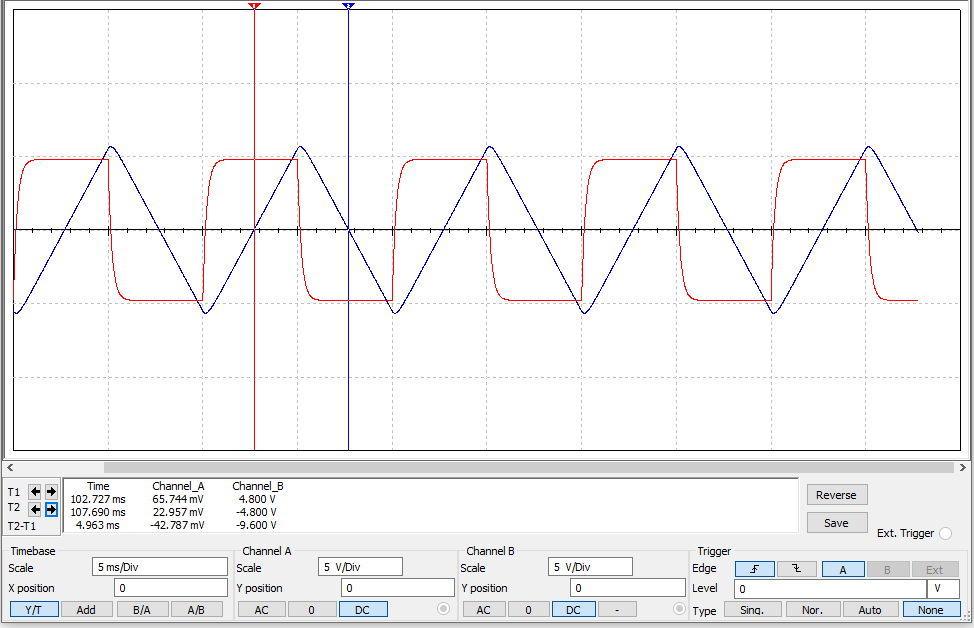 1 2
T1 Time Channel_A Channel_B
102.727 ms 65.744 mV 4.800 V
T2 107.690 ms 22.957 mV -4.800 V
T2-T1 4.963 ms -42.787 mV -9.600 V
Reverse
Save
Ext. Trigger
Timebase Channel A Channel B Trigger
Scale 5 ms/Div Scale 5 V/Div Scale 5 V/Div Edge A B Ext
X position 0 Y position 0 Y position 0 Level 0 V
Y/T Add B/A A/B AC 0 DC AC 0 DC - Type Sing. Nor. Auto None